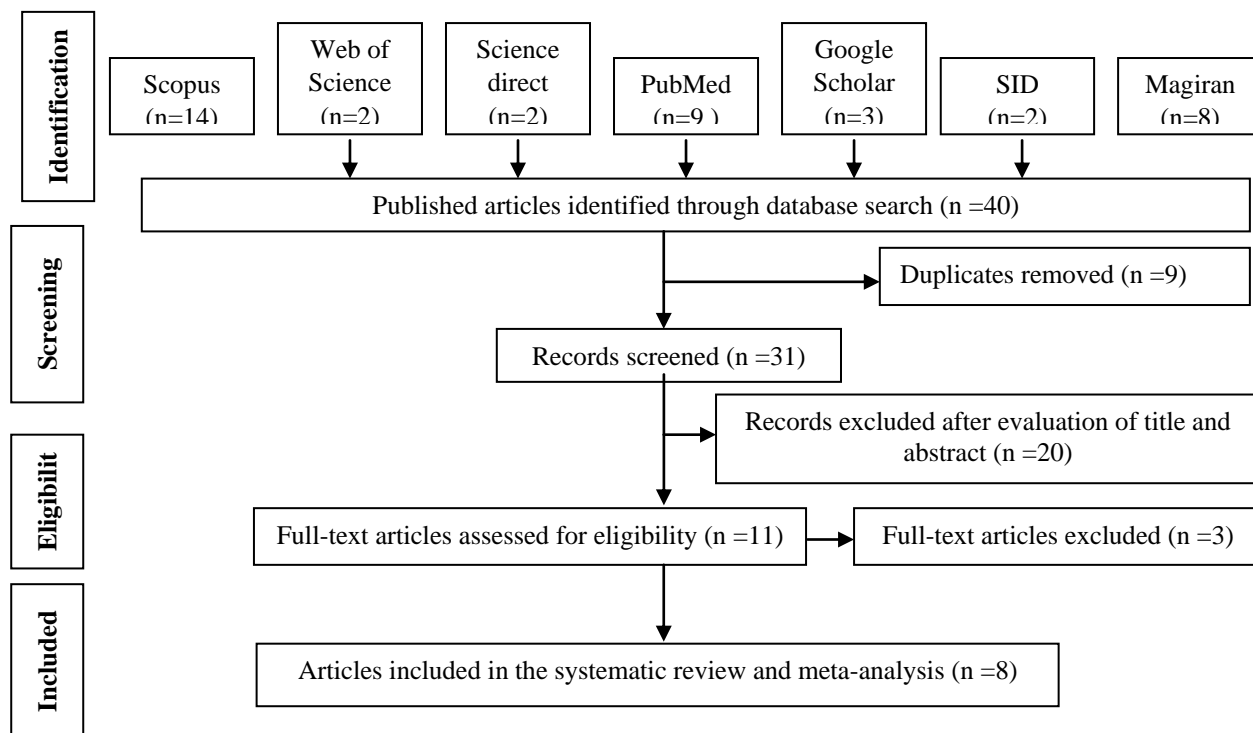 Identification
Scopus
(n=14)
Web of
Science
(n=2)
Science
direct
(n=2)
PubMed
(n=9 )
Google
Scholar
(n=3)
SID
(n=2)
Magiran
(n=8)
Published articles identified through database search (n =40)
Screening
Duplicates removed (n =9)
Records screened (n =31)
Records excluded after evaluation of title and
abstract (n =20)
Eligibilit
Full-text articles assessed for eligibility (n =11)
Full-text articles excluded (n =3)
Included
Articles included in the systematic review and meta-analysis (n =8)